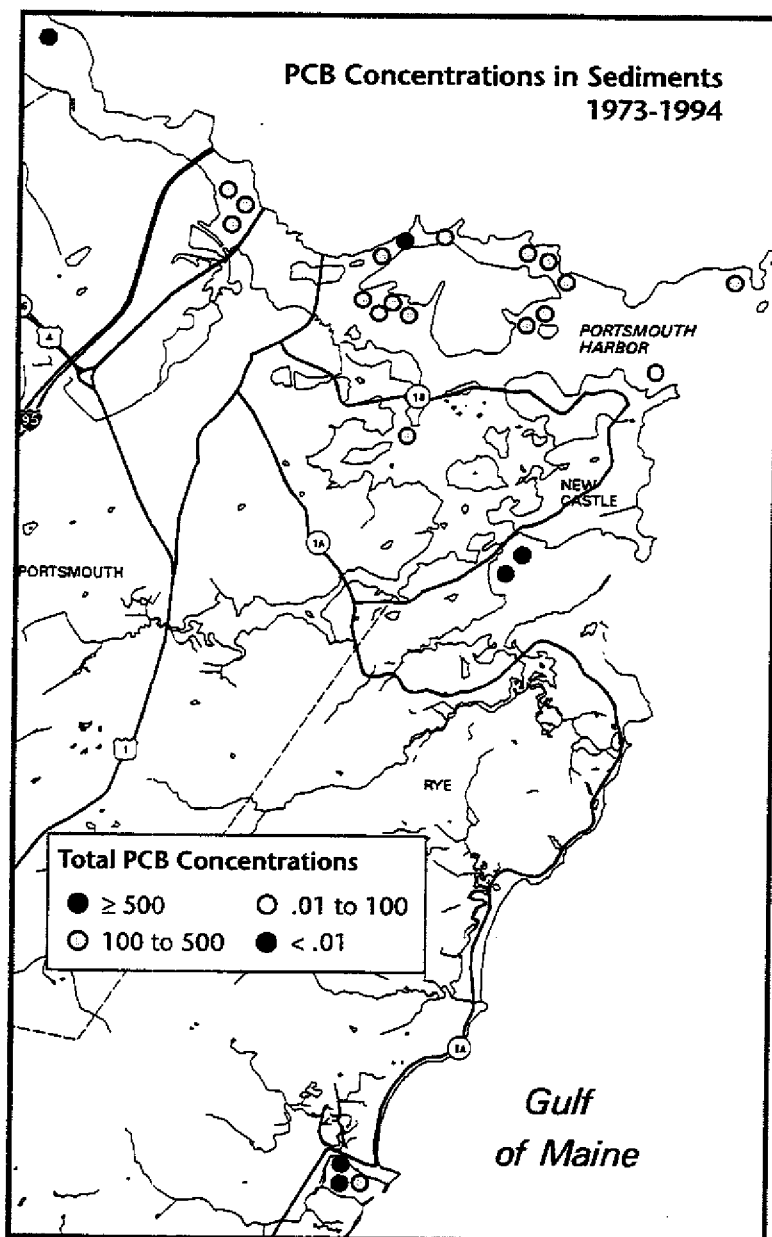 PCB Concentrations in Sediments
1973-1994
4
95
PORTSMOUTH
HARBOR
1B
NEW
CASTLE
1A
PORTSMOUTH
1
RYE
Total PCB Concentrations
≥ 500
.01 to 100
100 to 500
< .01
1A
Gulf
of Maine